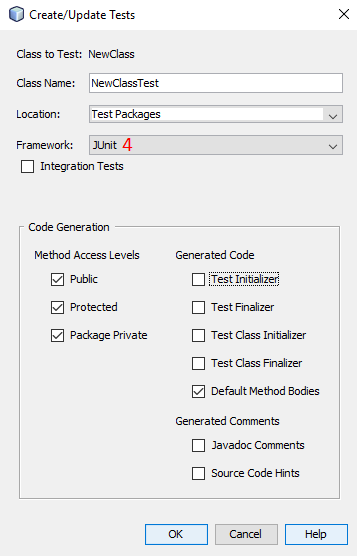 Create/Update Tests
Class to Test: NewClass
Class Name: NewClassTest
Location: Test Packages
Framework: JUnit 4
Integration Tests
Code Generation
Method Access Levels
Public
Protected
Package Private
Generated Code
Test Initializer
Test Finalizer
Test Class Initializer
Test Class Finalizer
Default Method Bodies
Generated Comments
Javadoc Comments
Source Code Hints
OK Cancel Help